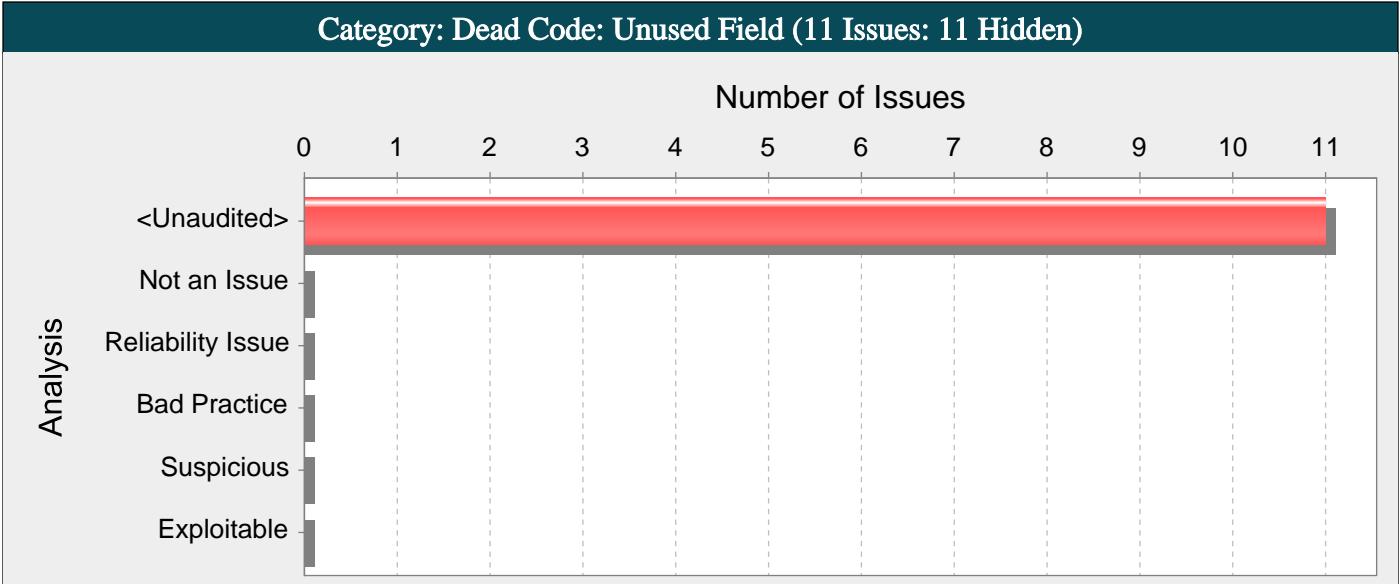 Category: Dead Code: Unused Field (11 Issues: 11 Hidden)
Number of Issues
0 1 2 3 4 5 6 7 8 9 10 11
<Unaudited>
Not an Issue
Reliability Issue
Bad Practice
Suspicious
Exploitable
Analysis